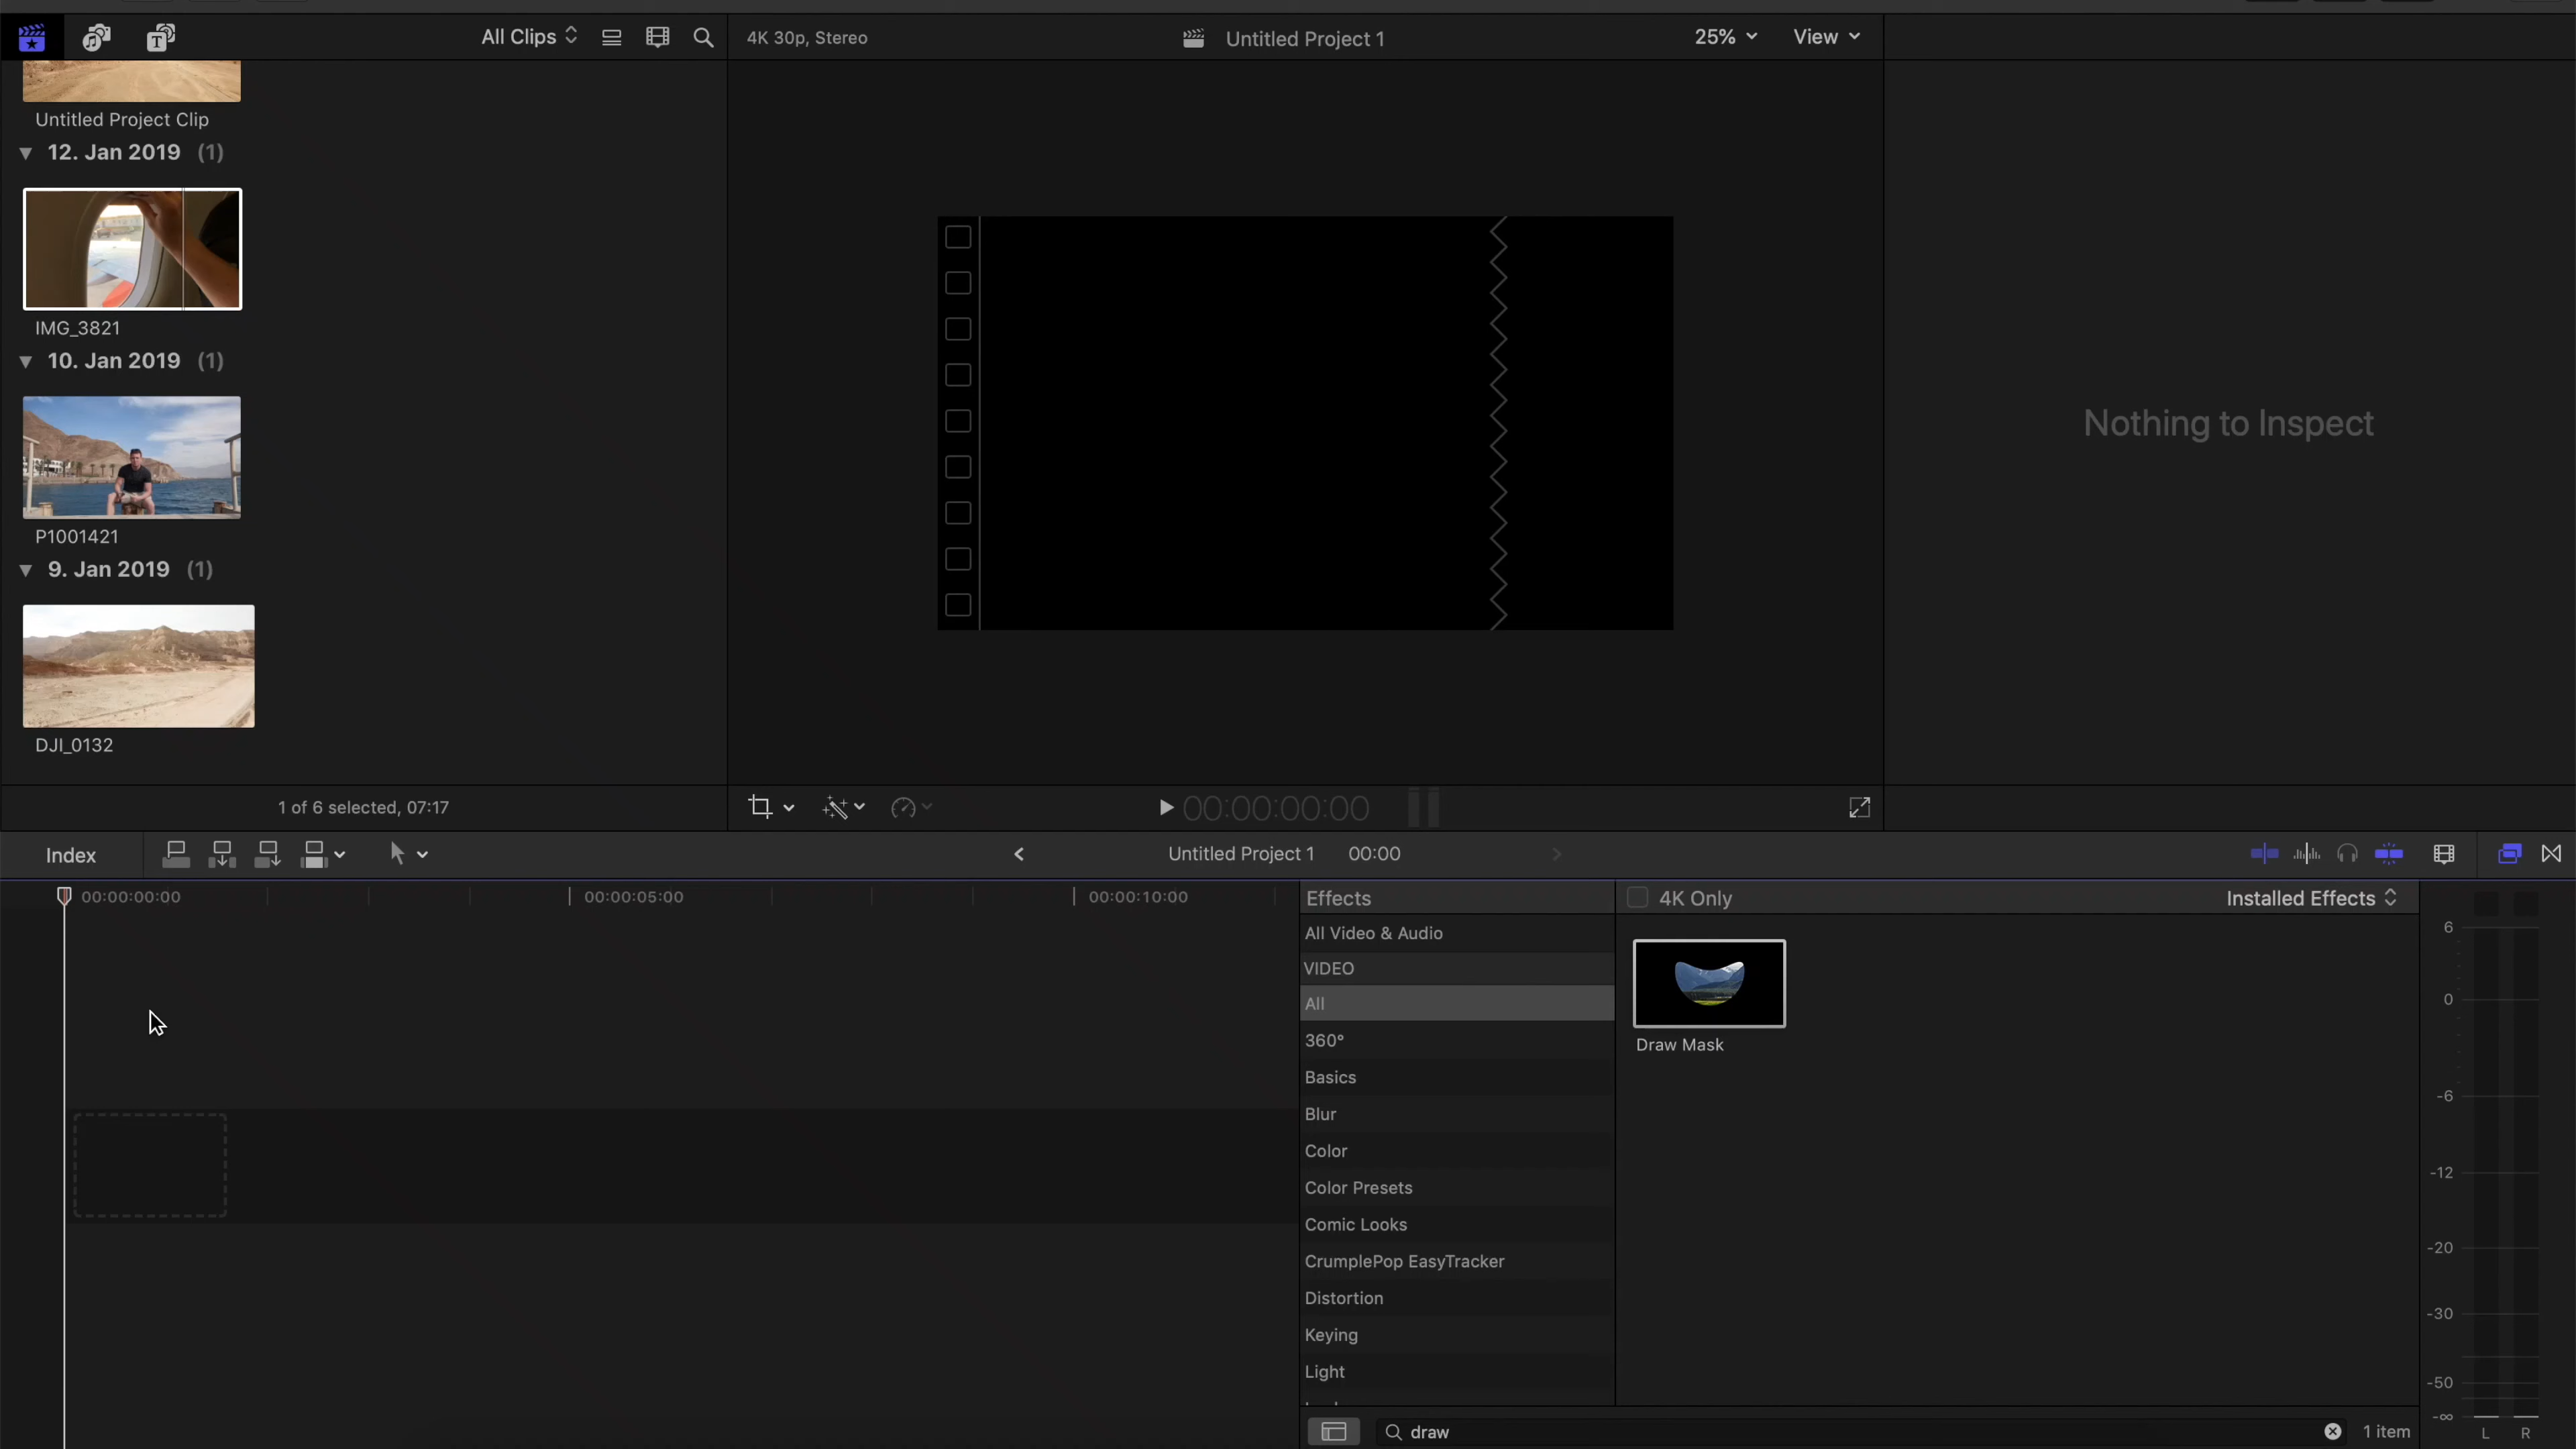 All Clips
4K 30p, Stereo
Untitled Project 1
25%
View
Untitled Project Clip
12. Jan 2019 (1)
IMG_3821
10. Jan 2019 (1)
P1001421
9. Jan 2019 (1)
DJI_0132
1 of 6 selected, 07:17
Nothing to Inspect
00:00:00:00
Index
Untitled Project 1 00:00
00:00:00:00
00:00:05:00
00:00:10:00
Effects
All Video & Audio
VIDEO
All
360°
Basics
Blur
Color
Color Presets
Comic Looks
CrumplePop EasyTracker
Distortion
Keying
Light
4K Only
Installed Effects
Draw Mask
draw
1 item
6
0
-6
-12
-20
-30
-50
-∞
L R